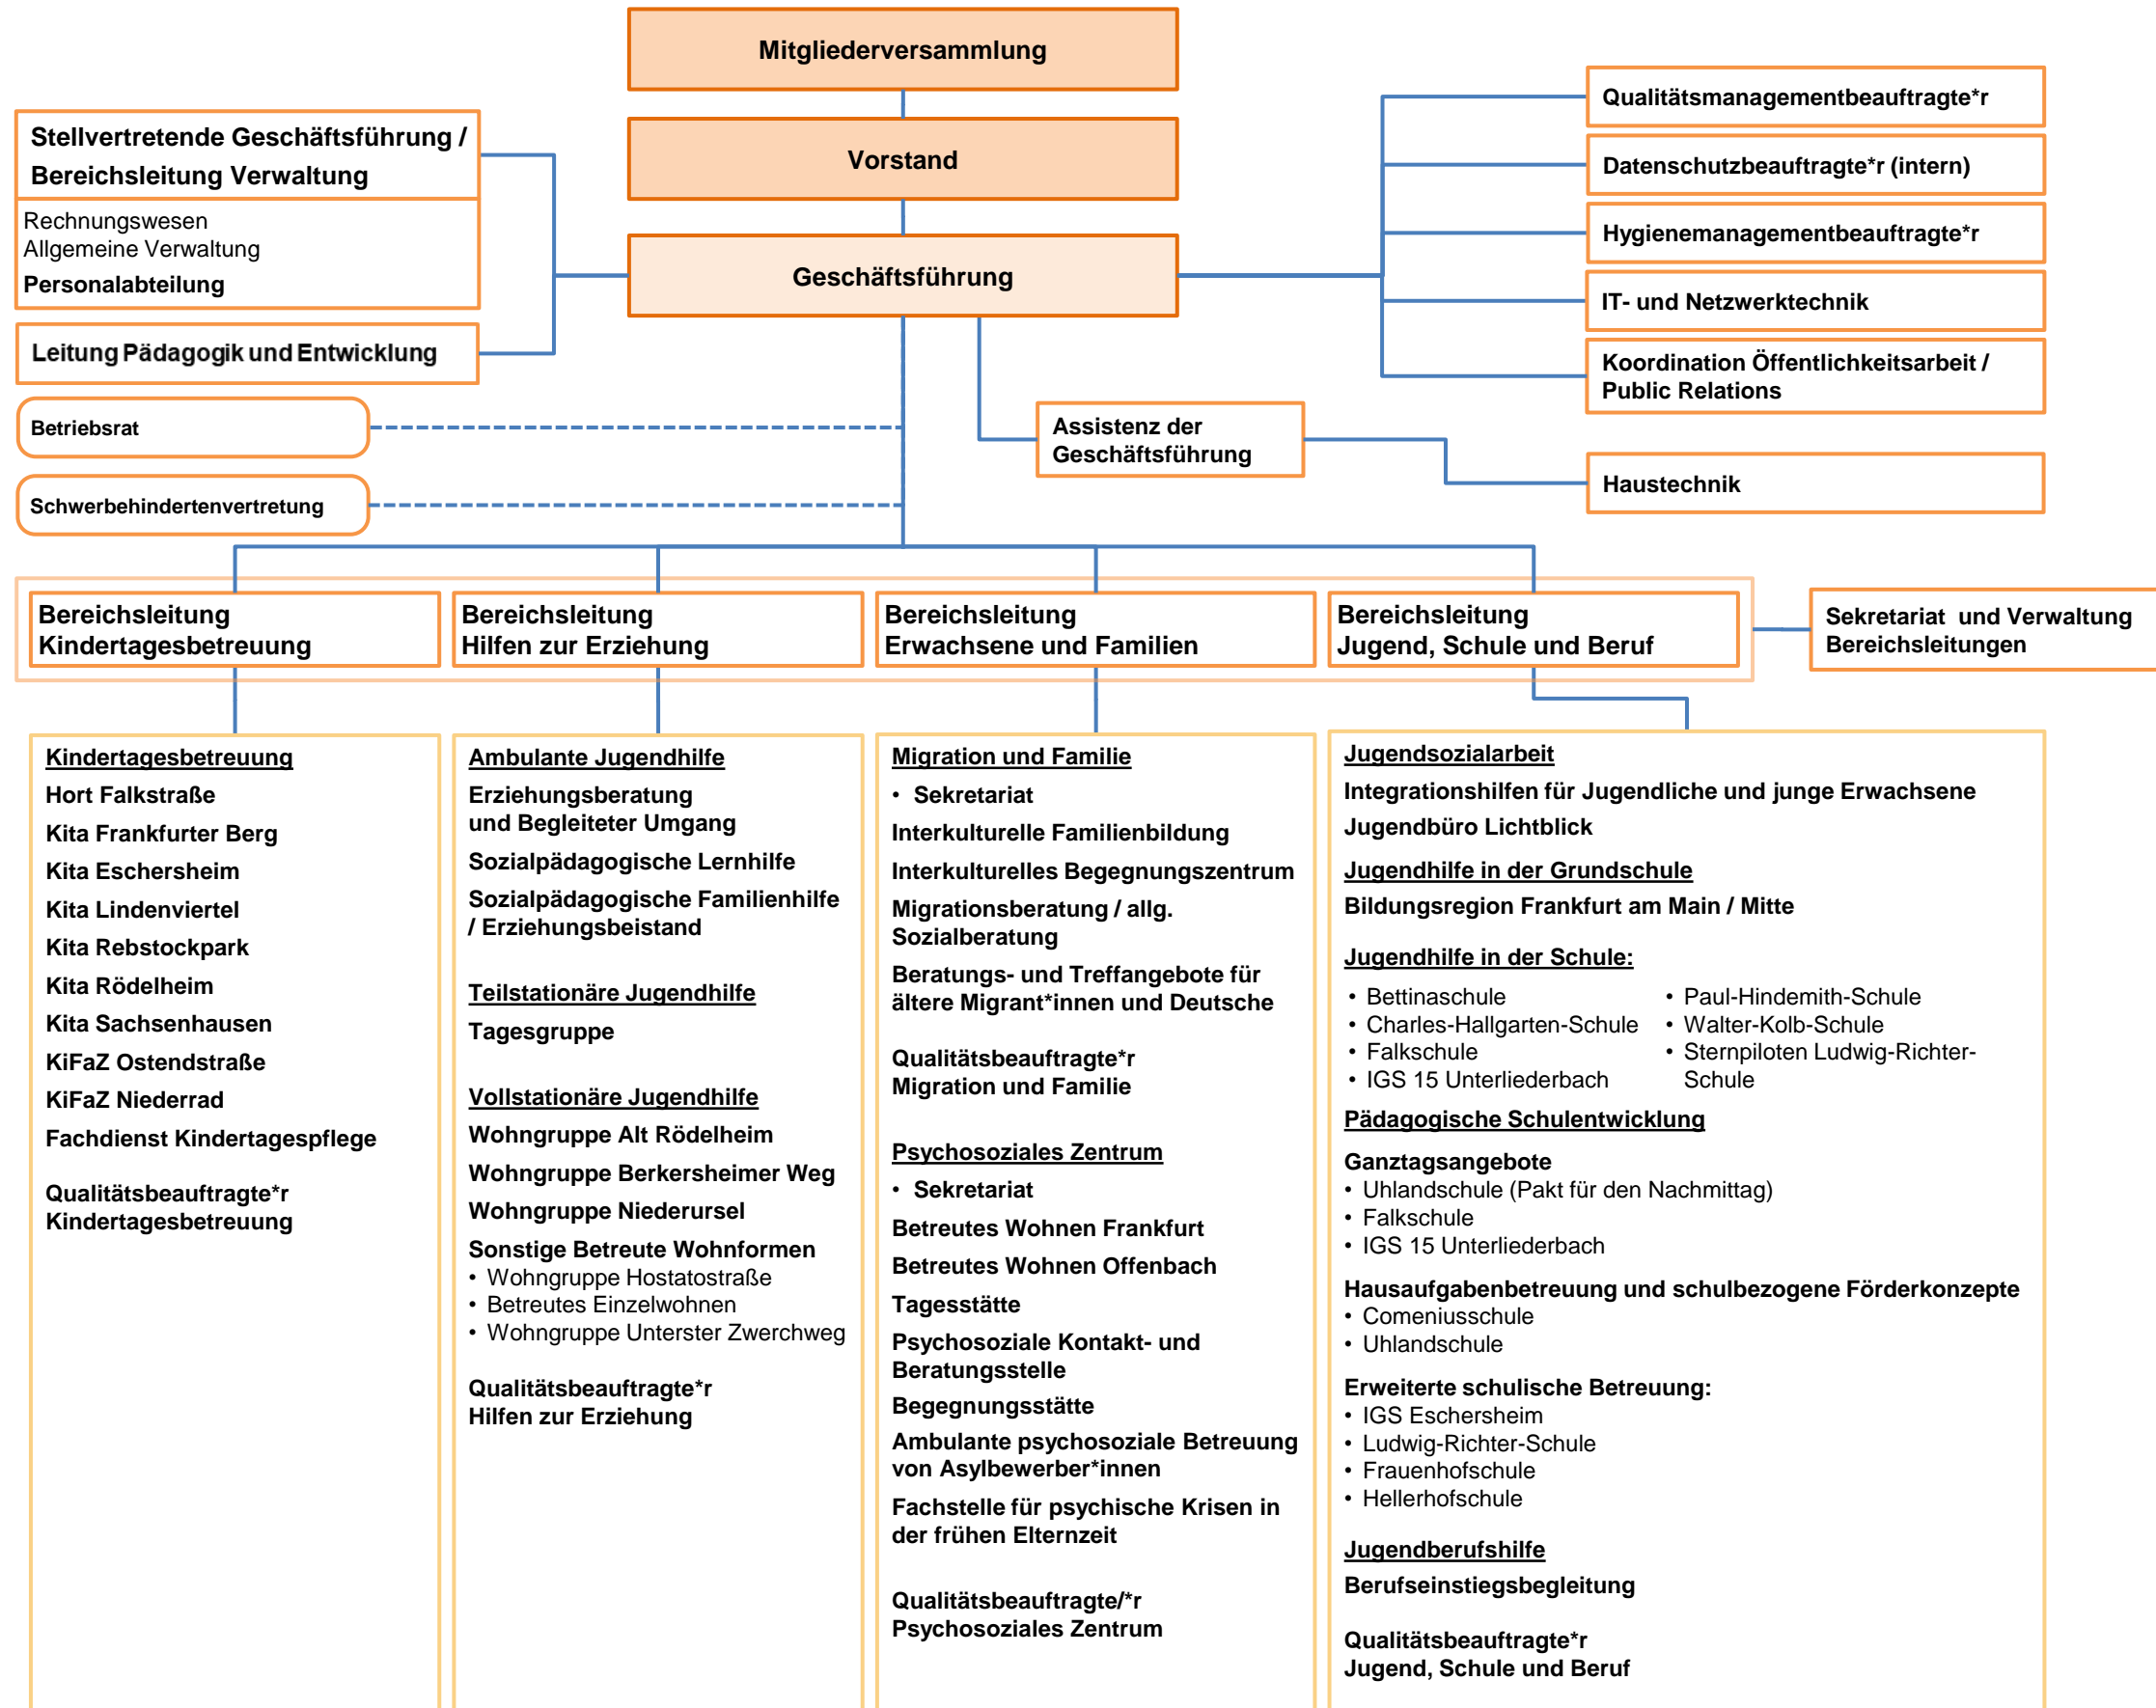 Mitgliederversammlung
Vorstand
Geschäftsführung
Stellvertretende Geschäftsführung /
Bereichsleitung Verwaltung
Rechnungswesen
Allgemeine Verwaltung
Personalabteilung
Leitung Pädagogik und Entwicklung
Betriebsrat
Schwerbehindertenvertretung
Qualitätsmanagementbeauftragte*r
Datenschutzbeauftragte*r (intern)
Hygienemanagementbeauftragte*r
IT- und Netzwerktechnik
Koordination Öffentlichkeitsarbeit /
Public Relations
Assistenz der
Geschäftsführung
Haustechnik
Bereichsleitung
Kindertagesbetreuung
Bereichsleitung
Hilfen zur Erziehung
Bereichsleitung
Erwachsene und Familien
Bereichsleitung
Jugend, Schule und Beruf
Sekretariat und Verwaltung
Bereichsleitungen
Kindertagesbetreuung
Hort Falkstraße
Kita Frankfurter Berg
Kita Eschersheim
Kita Lindenviertel
Kita Rebstockpark
Kita Rödelheim
Kita Sachsenhausen
KiFaZ Ostendstraße
KiFaZ Niederrad
Fachdienst Kindertagespflege
Qualitätsbeauftragte*r
Kindertagesbetreuung
Ambulante Jugendhilfe
Erziehungsberatung
und Begleiteter Umgang
Sozialpädagogische Lernhilfe
Sozialpädagogische Familienhilfe
/ Erziehungsbeistand
Teilstationäre Jugendhilfe
Tagesgruppe
Vollstationäre Jugendhilfe
Wohngruppe Alt Rödelheim
Wohngruppe Berkersheimer Weg
Wohngruppe Niederursel
Sonstige Betreute Wohnformen
• Wohngruppe Hostatostraße
• Betreutes Einzelwohnen
• Wohngruppe Unterster Zwerchweg
Qualitätsbeauftragte*r
Hilfen zur Erziehung
Migration und Familie
• Sekretariat
Interkulturelle Familienbildung
Interkulturelles Begegnungszentrum
Migrationsberatung / allg.
Sozialberatung
Beratungs- und Treffangebote für
ältere Migrant*innen und Deutsche
Qualitätsbeauftragte*r
Migration und Familie
Psychosoziales Zentrum
• Sekretariat
Betreutes Wohnen Frankfurt
Betreutes Wohnen Offenbach
Tagesstätte
Psychosoziale Kontakt- und
Beratungsstelle
Begegnungsstätte
Ambulante psychosoziale Betreuung
von Asylbewerber*innen
Fachstelle für psychische Krisen in
der frühen Elternzeit
Qualitätsbeauftragte/*r
Psychosoziales Zentrum
Jugendsozialarbeit
Integrationshilfen für Jugendliche und junge Erwachsene
Jugendbüro Lichtblick
Jugendhilfe in der Grundschule
Bildungsregion Frankfurt am Main / Mitte
Jugendhilfe in der Schule:
• Bettinaschule
• Charles-Hallgarten-Schule
• Falkschule
• IGS 15 Unterliederbach
• Paul-Hindemith-Schule
• Walter-Kolb-Schule
• Sternpiloten Ludwig-Richter-
Schule
Pädagogische Schulentwicklung
Ganztagsangebote
• Uhlandschule (Pakt für den Nachmittag)
• Falkschule
• IGS 15 Unterliederbach
Hausaufgabenbetreuung und schulbezogene Förderkonzepte
• Comeniusschule
• Uhlandschule
Erweiterte schulische Betreuung:
• IGS Eschersheim
• Ludwig-Richter-Schule
• Frauenhofschule
• Hellerhofschule
Jugendberufshilfe
Berufseinstiegsbegleitung
Qualitätsbeauftragte*r
Jugend, Schule und Beruf